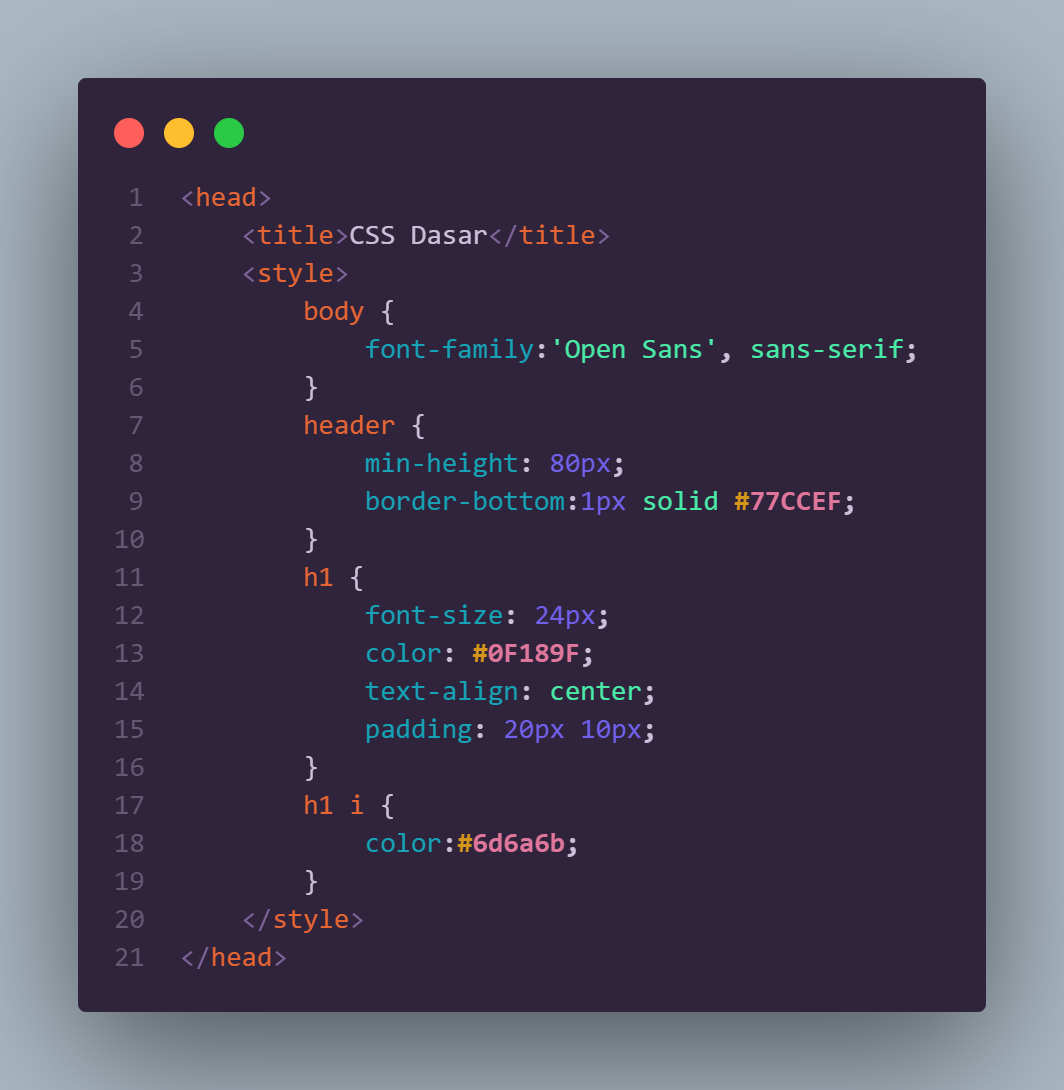 1 <head>
2     <title>CSS Dasar</title>
3     <style>
4         body {
5             font-family:'Open Sans', sans-serif;
6         }
7         header {
8             min-height: 80px;
9             border-bottom:1px solid #77CCEF;
10         }
11         h1 {
12             font-size: 24px;
13             color: #0F189F;
14             text-align: center;
15             padding: 20px 10px;
16         }
17         h1 i {
18             color:#6d6a6b;
19         }
20     </style>
21 </head>